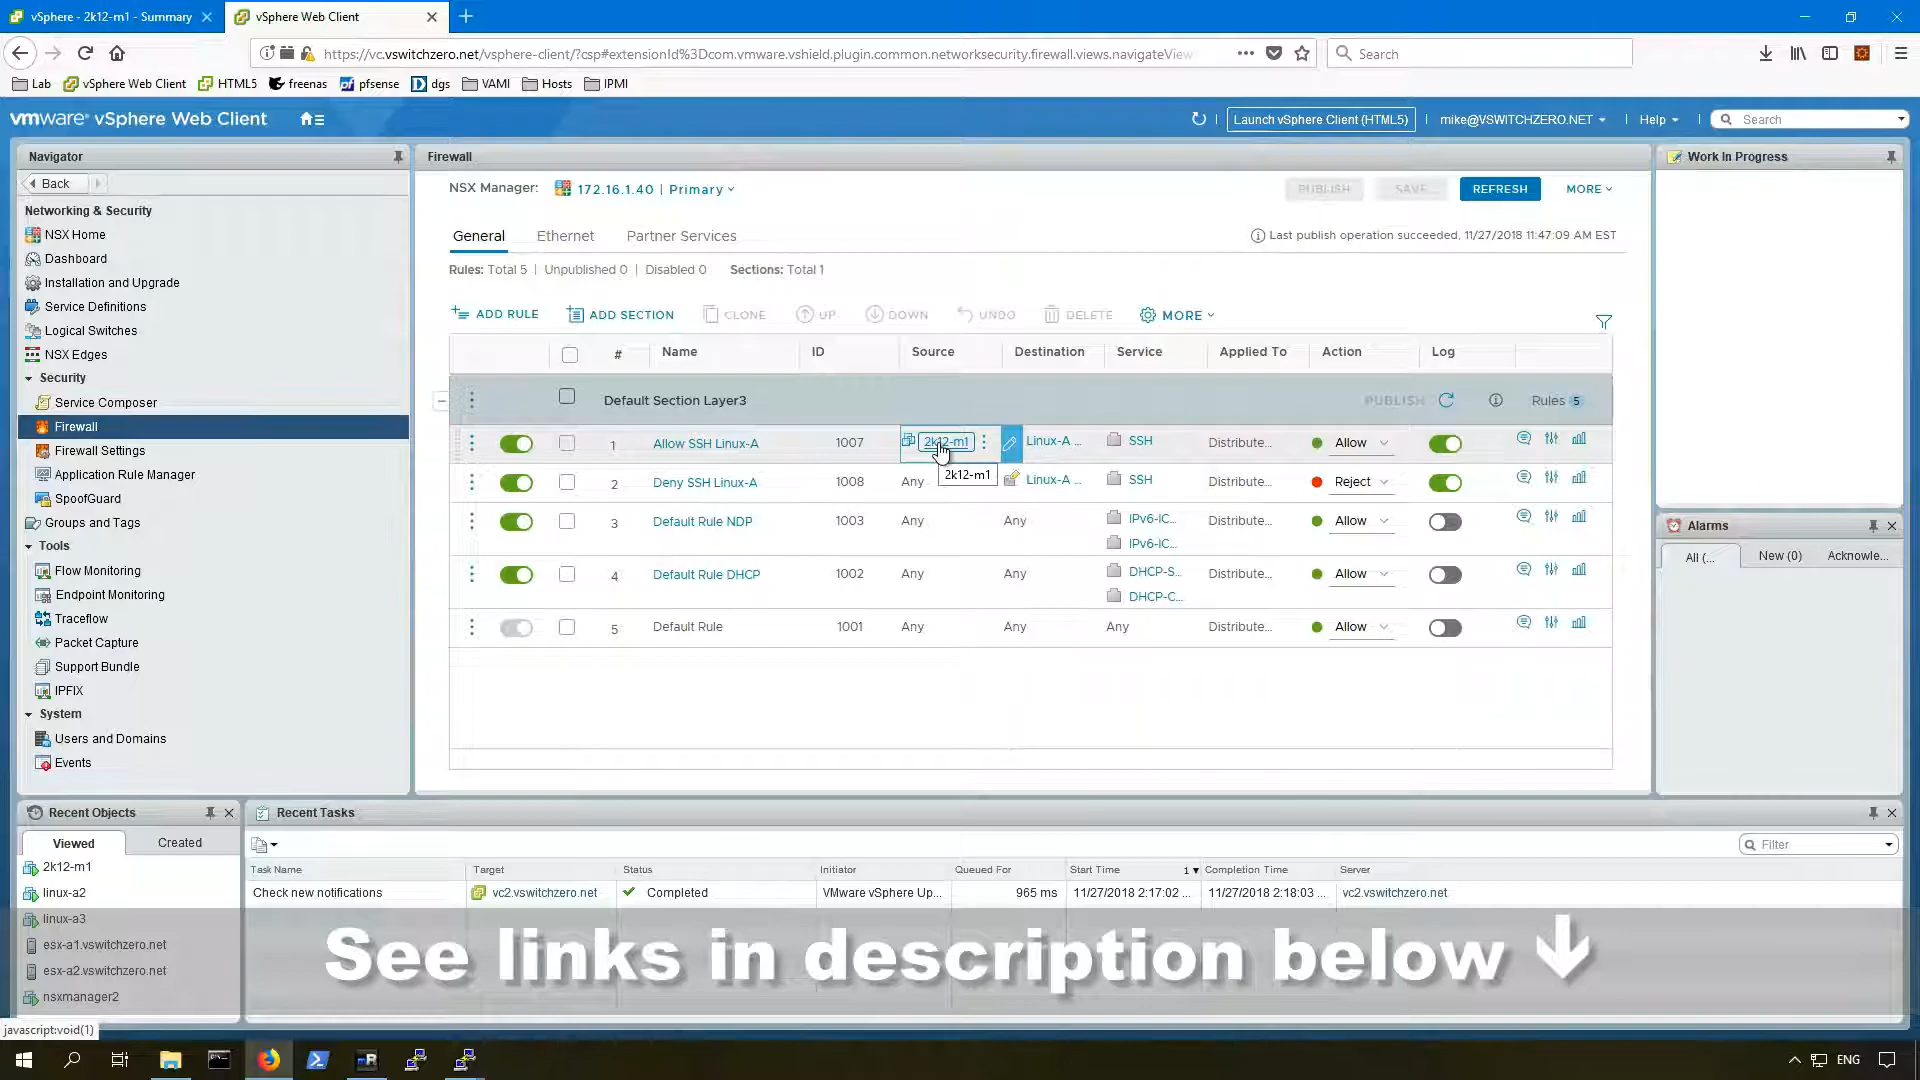 vSphere - 2k12-m1 - Summary
vSphere Web Client
https://vc.vswitchzero.net/vsphere-client/?csp#extensionId%3Dcom.vmware.vshield.plugin.common.networksecurity.firewall.views.navigateView
Search
Lab vSphere Web Client HTML5 freenas pfsense dgs VAMI Hosts IPMI
vmware® vSphere Web Client
Launch vSphere Client (HTML5) mike@VSWITCHZERO.NET Help Search
Navigator
Back
Networking & Security
NSX Home
Dashboard
Installation and Upgrade
Service Definitions
Logical Switches
NSX Edges
Security
Service Composer
Firewall
Firewall Settings
Application Rule Manager
SpoofGuard
Groups and Tags
Tools
Flow Monitoring
Endpoint Monitoring
Traceflow
Packet Capture
Support Bundle
IPFIX
System
Users and Domains
Events
Firewall
NSX Manager: 172.16.1.40 | Primary
PUBLISH SAVE REFRESH MORE
General Ethernet Partner Services
Last publish operation succeeded, 11/27/2018 11:47:09 AM EST
Rules: Total 5 | Unpublished 0 | Disabled 0 Sections: Total 1
ADD RULE ADD SECTION CLONE UP DOWN UNDO DELETE MORE
# Name ID Source Destination Service Applied To Action Log
Default Section Layer3 PUBLISH Rules 5
1 Allow SSH Linux-A 1007 2k12-m1 Linux-A ... SSH Distribute... Allow
2k12-m1
2 Deny SSH Linux-A 1008 Any Linux-A ... SSH Distribute... Reject
3 Default Rule NDP 1003 Any Any IPv6-IC... Distribute... Allow
IPv6-IC...
4 Default Rule DHCP 1002 Any Any DHCP-S... Distribute... Allow
DHCP-C...
5 Default Rule 1001 Any Any Any Distribute... Allow
Work In Progress
Alarms
All (... New (0) Acknowle...
Recent Objects
Viewed Created
2k12-m1
linux-a2
linux-a3
esx-a1.vswitchzero.net
esx-a2.vswitchzero.net
nsxmanager2
Recent Tasks
Filter
Task Name Target Status Initiator Queued For Start Time 1 Completion Time Server
Check new notifications vc2.vswitchzero.net Completed VMware vSphere Up... 965 ms 11/27/2018 2:17:02 ... 11/27/2018 2:18:03 ... vc2.vswitchzero.net
See links in description below
javascript:void(1)
ENG